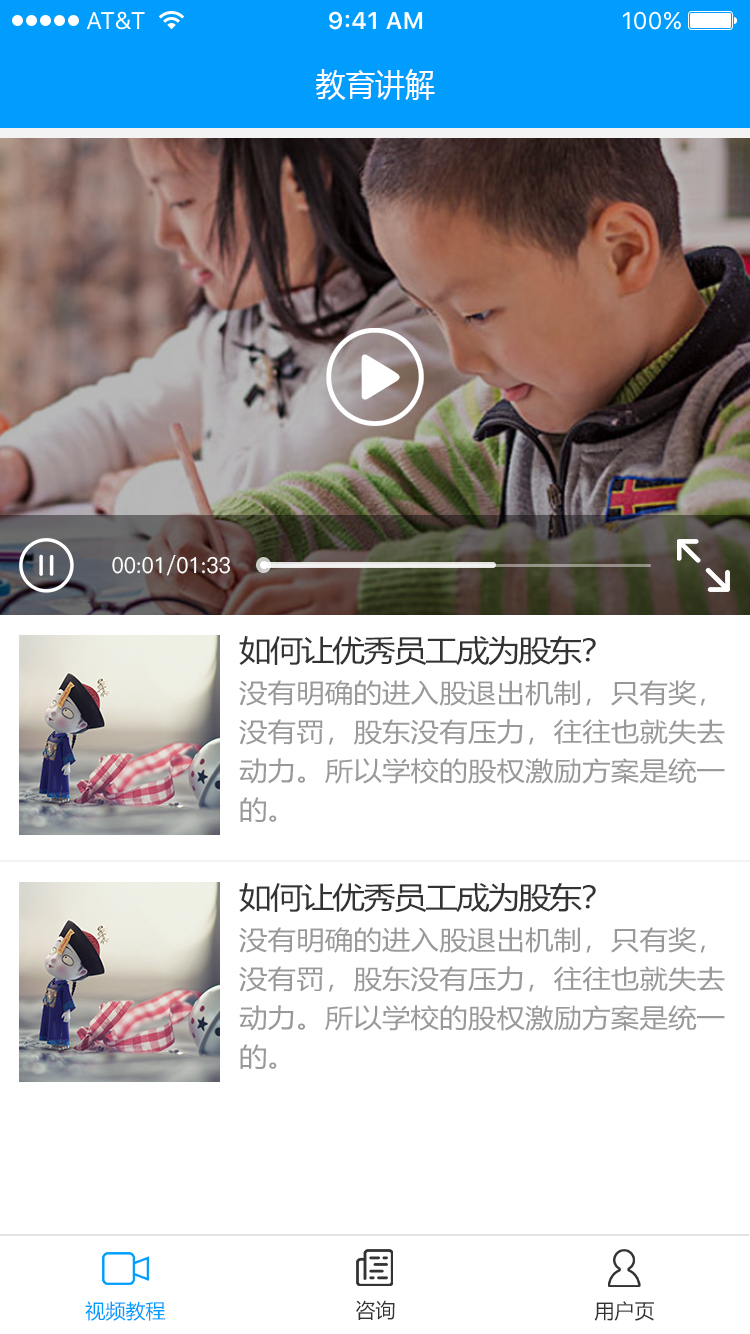 AT&T 9:41 AM 100%
教育讲解
00:01/01:33
如何让优秀员工成为股东?
没有明确的进入股退出机制，只有奖，
没有罚，股东没有压力，往往也就失去
动力。所以学校的股权激励方案是统一
的。
如何让优秀员工成为股东?
没有明确的进入股退出机制，只有奖，
没有罚，股东没有压力，往往也就失去
动力。所以学校的股权激励方案是统一
的。
视频教程 咨询 用户页